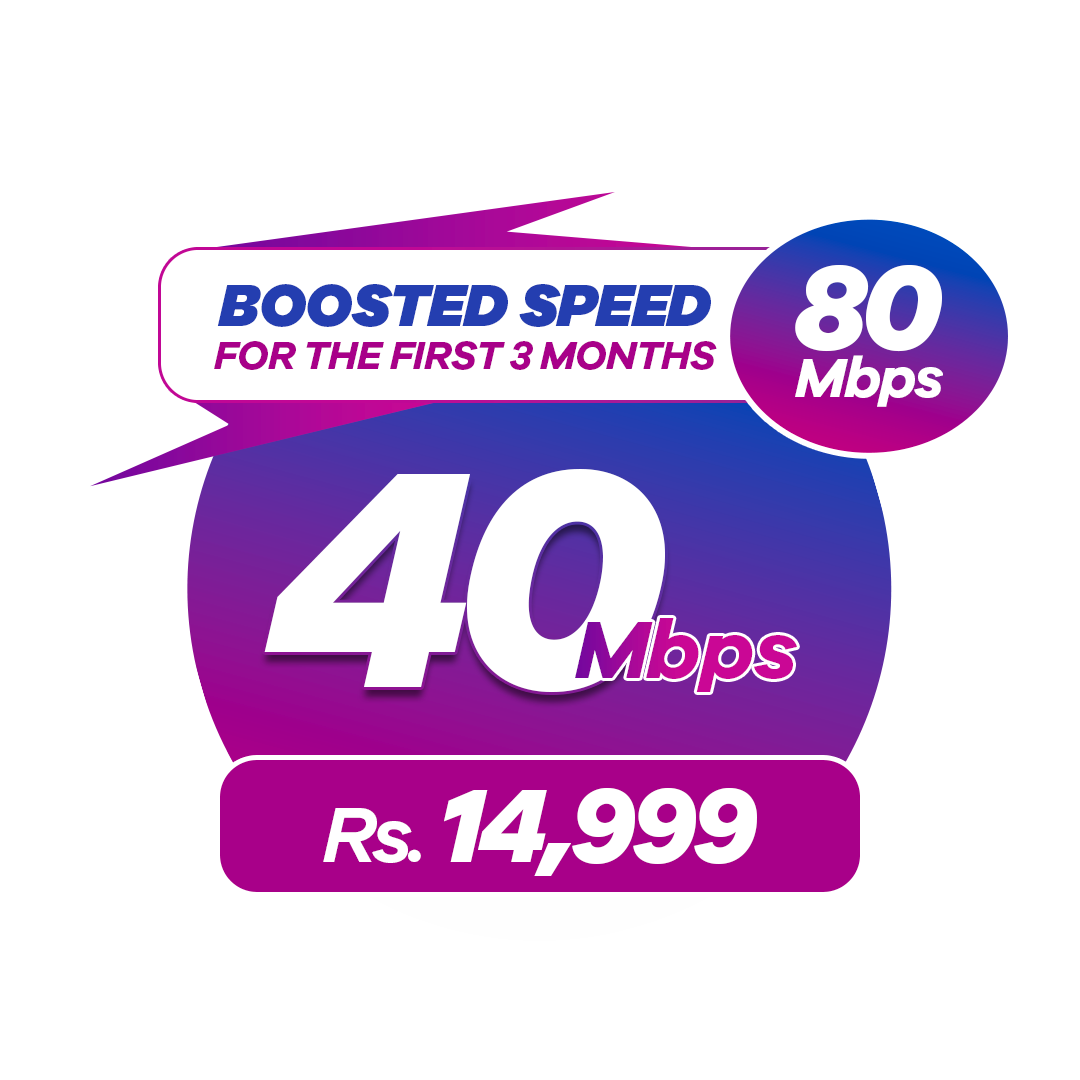 BOOSTED SPEED
FOR THE FIRST 3 MONTHS
80
Mbps
40
Mbps
Rs. 14,999